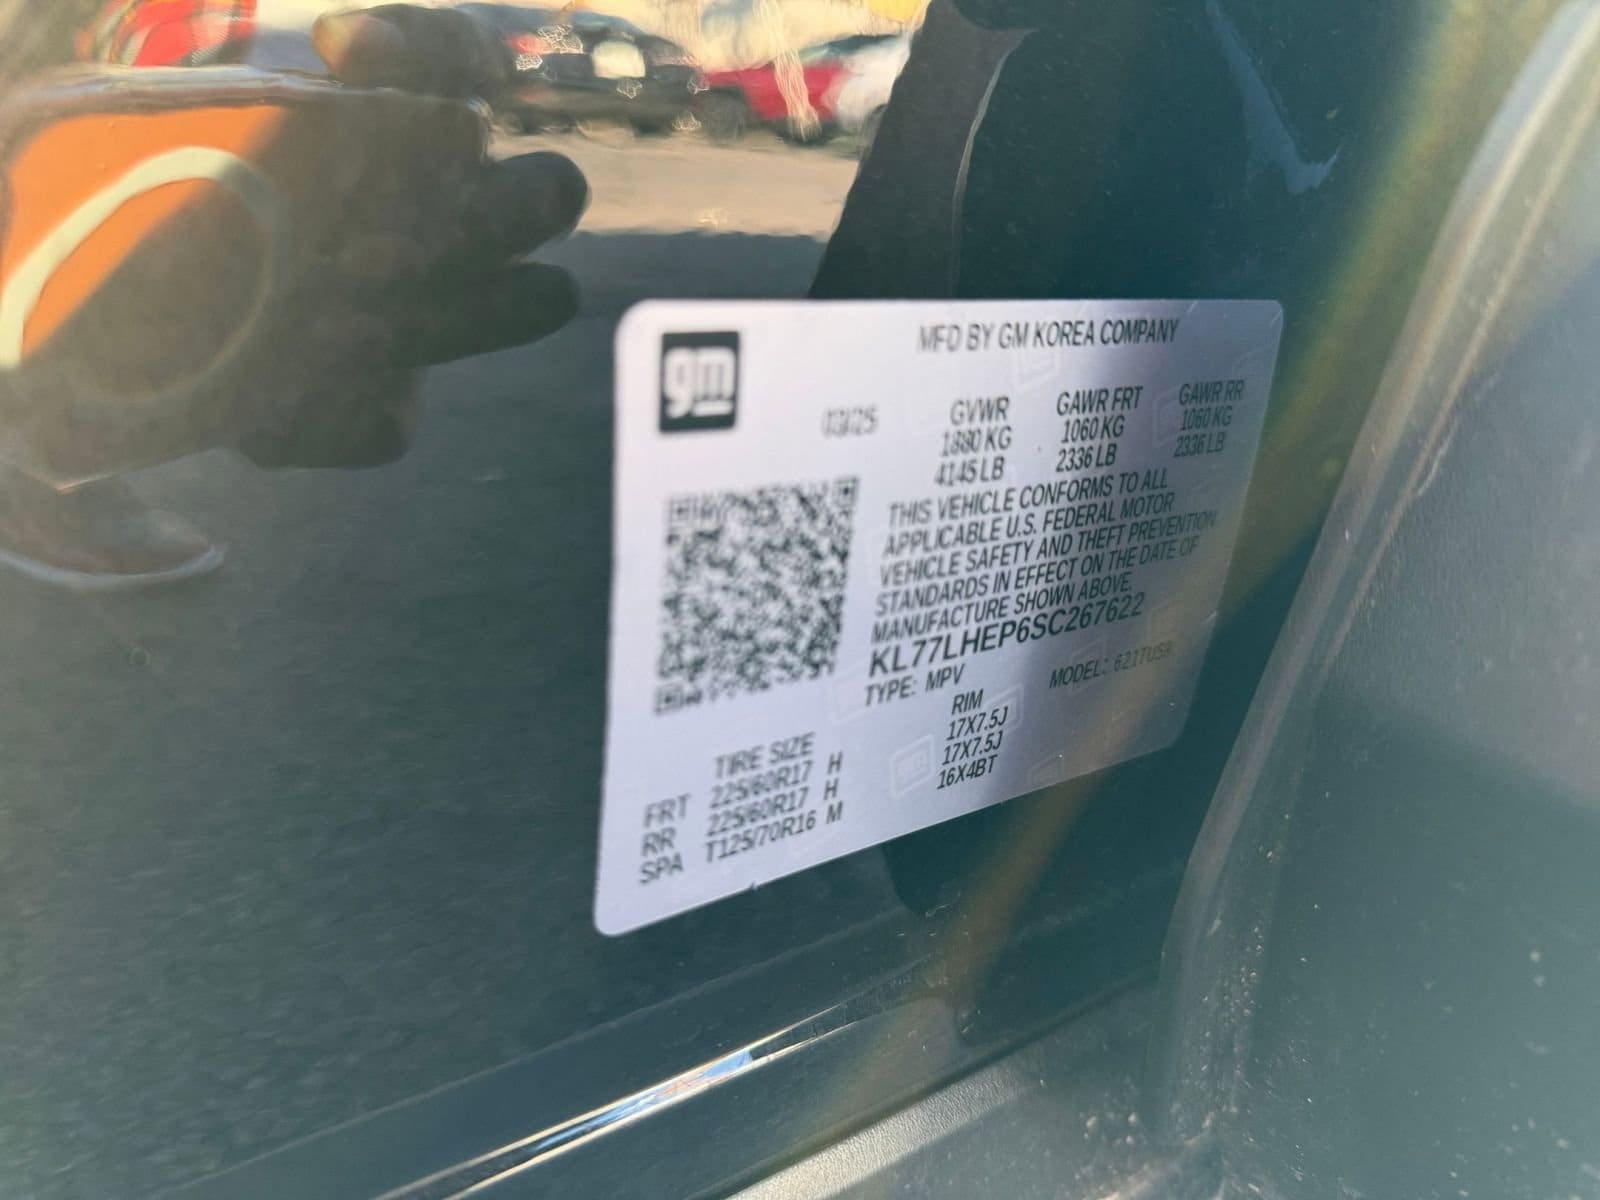 gm
MFD BY GM KOREA COMPANY
03/25
GVWR GAWR FRT GAWR RR
1880 KG 1060 KG 1060 KG
4145 LB 2336 LB 2336 LB
THIS VEHICLE CONFORMS TO ALL
APPLICABLE U.S. FEDERAL MOTOR
VEHICLE SAFETY AND THEFT PREVENTION
STANDARDS IN EFFECT ON THE DATE OF
MANUFACTURE SHOWN ABOVE.
KL77LHEP6SC267622
TYPE: MPV MODEL:
TIRE SIZE RIM
FRT 225/60R17 H 17X7.5J
RR 225/60R17 H 17X7.5J
SPA T125/70R16 M 16X4BT